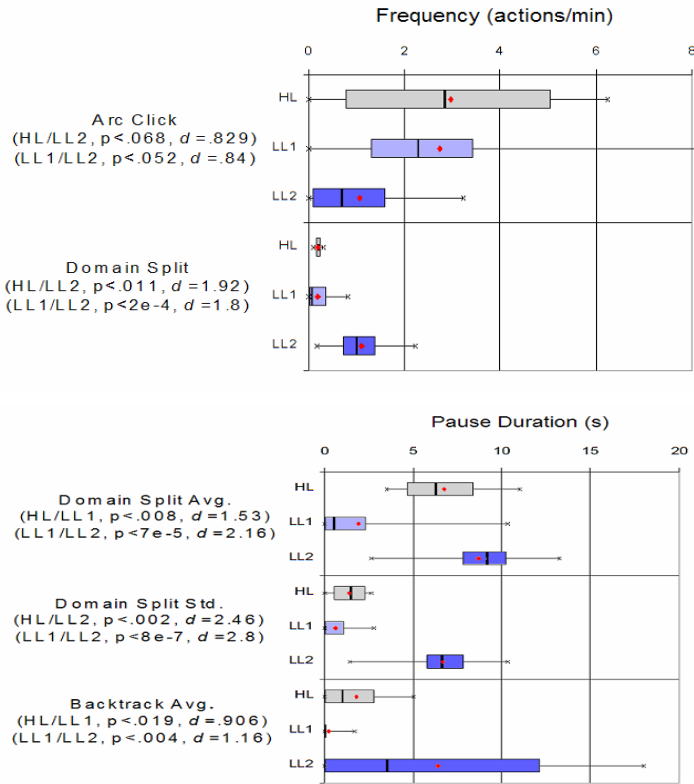 Frequency (actions/min)
0 2 4 6 8
HL
Arc Click
(HL/LL2, p<.068, d =.829)
(LL1/LL2, p<.052, d =.84)
LL1
LL2
HL
Domain Split
(HL/LL2, p<.011, d =1.92)
(LL1/LL2, p<2e-4, d =1.8)
LL1
LL2
Pause Duration (s)
0 5 10 15 20
HL
Domain Split Avg.
(HL/LL1, p<.008, d =1.53)
(LL1/LL2, p<7e-5, d =2.16)
LL1
LL2
HL
Domain Split Std.
(HL/LL2, p<.002, d =2.46)
(LL1/LL2, p<8e-7, d =2.8)
LL1
LL2
HL
Backtrack Avg.
(HL/LL1, p<.019, d =.906)
(LL1/LL2, p<.004, d =1.16)
LL1
LL2